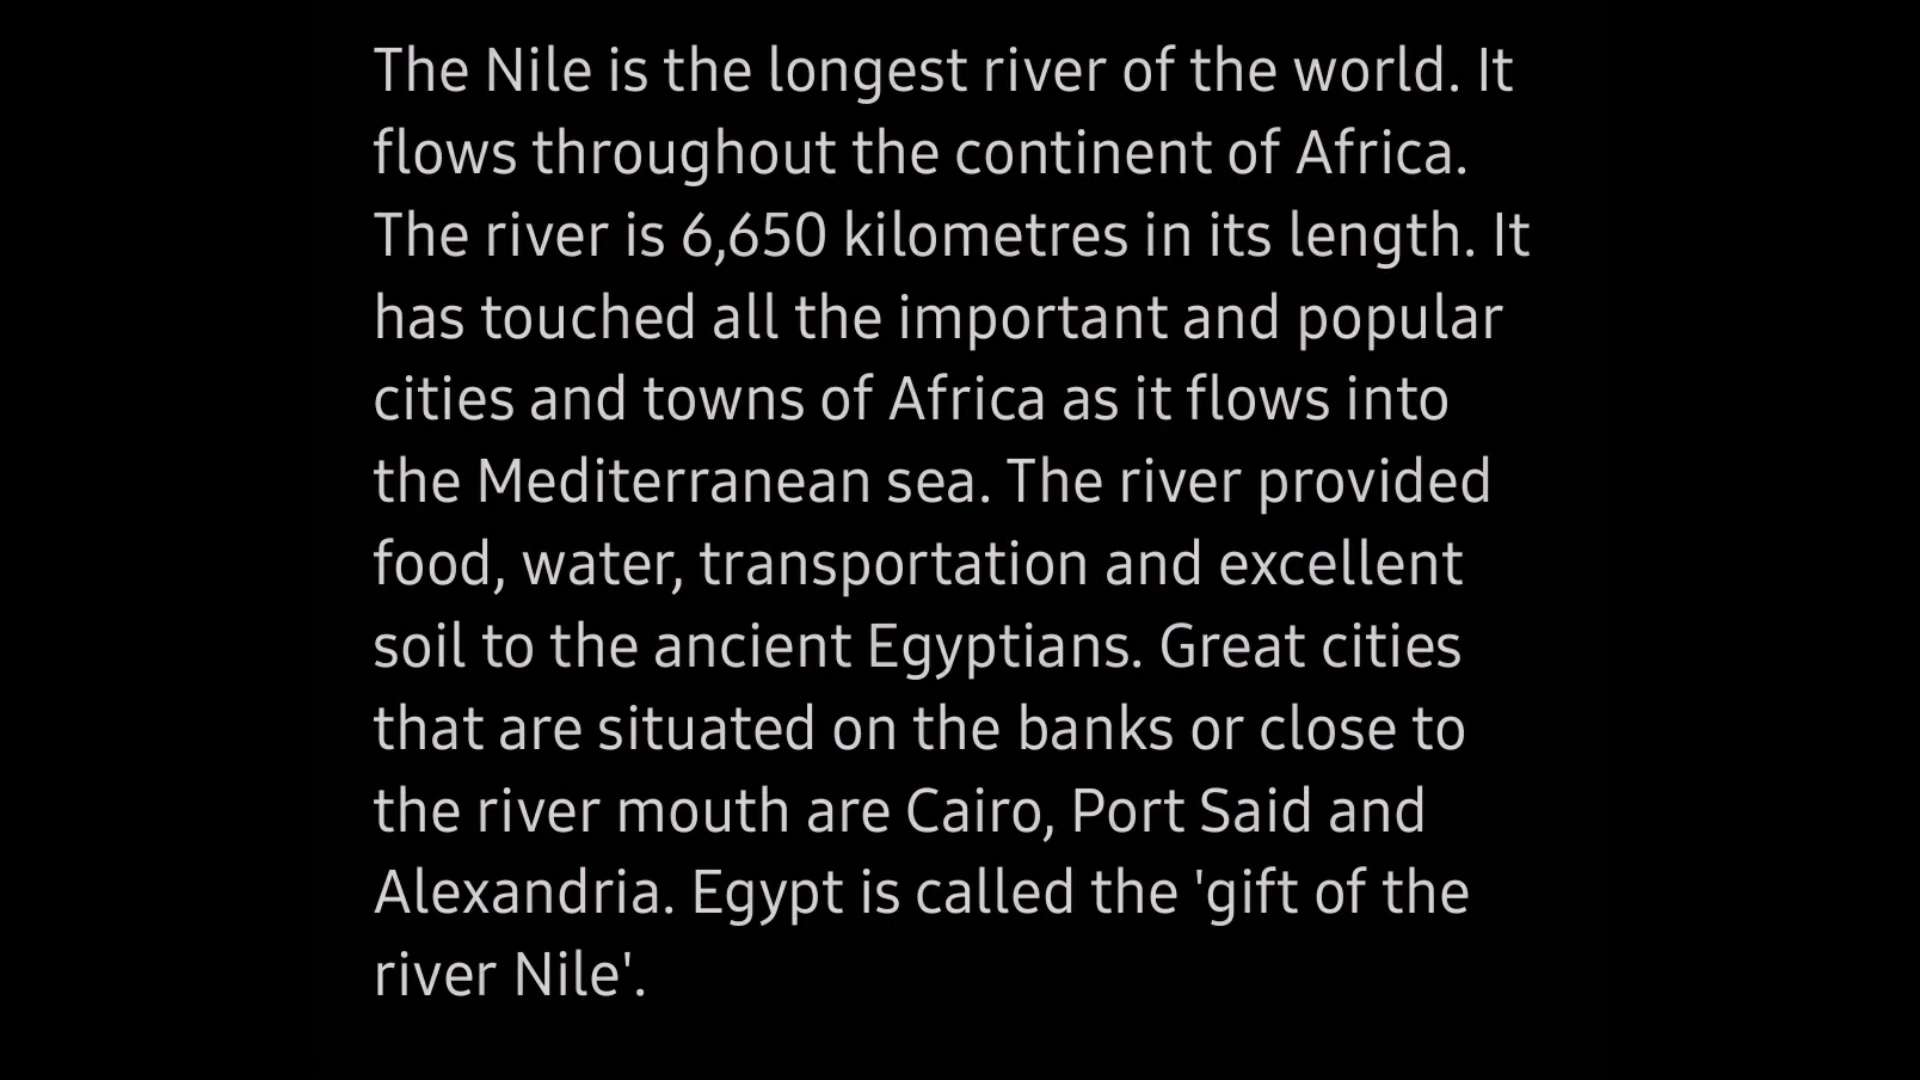 The Nile is the longest river of the world. It
flows throughout the continent of Africa.
The river is 6,650 kilometres in its length. It
has touched all the important and popular
cities and towns of Africa as it flows into
the Mediterranean sea. The river provided
food, water, transportation and excellent
soil to the ancient Egyptians. Great cities
that are situated on the banks or close to
the river mouth are Cairo, Port Said and
Alexandria. Egypt is called the 'gift of the
river Nile'.